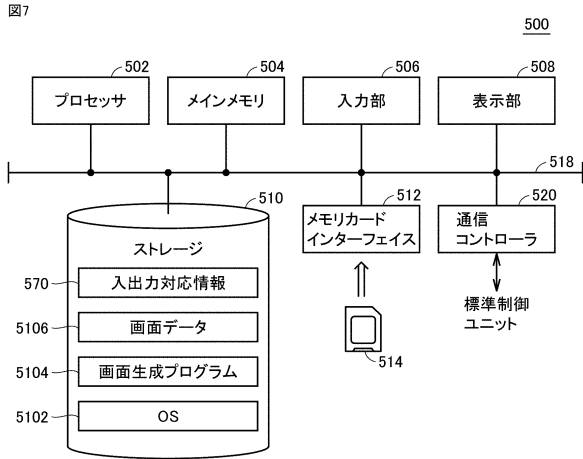 図7
500
502
プロセッサ
504
メインメモリ
506
入力部
508
表示部
518
510
ストレージ
570
入出力対応情報
5106
画面データ
5104
画面生成プログラム
5102
OS
512
メモリカード
インターフェイス
514
520
通信
コントローラ
標準制御
ユニット